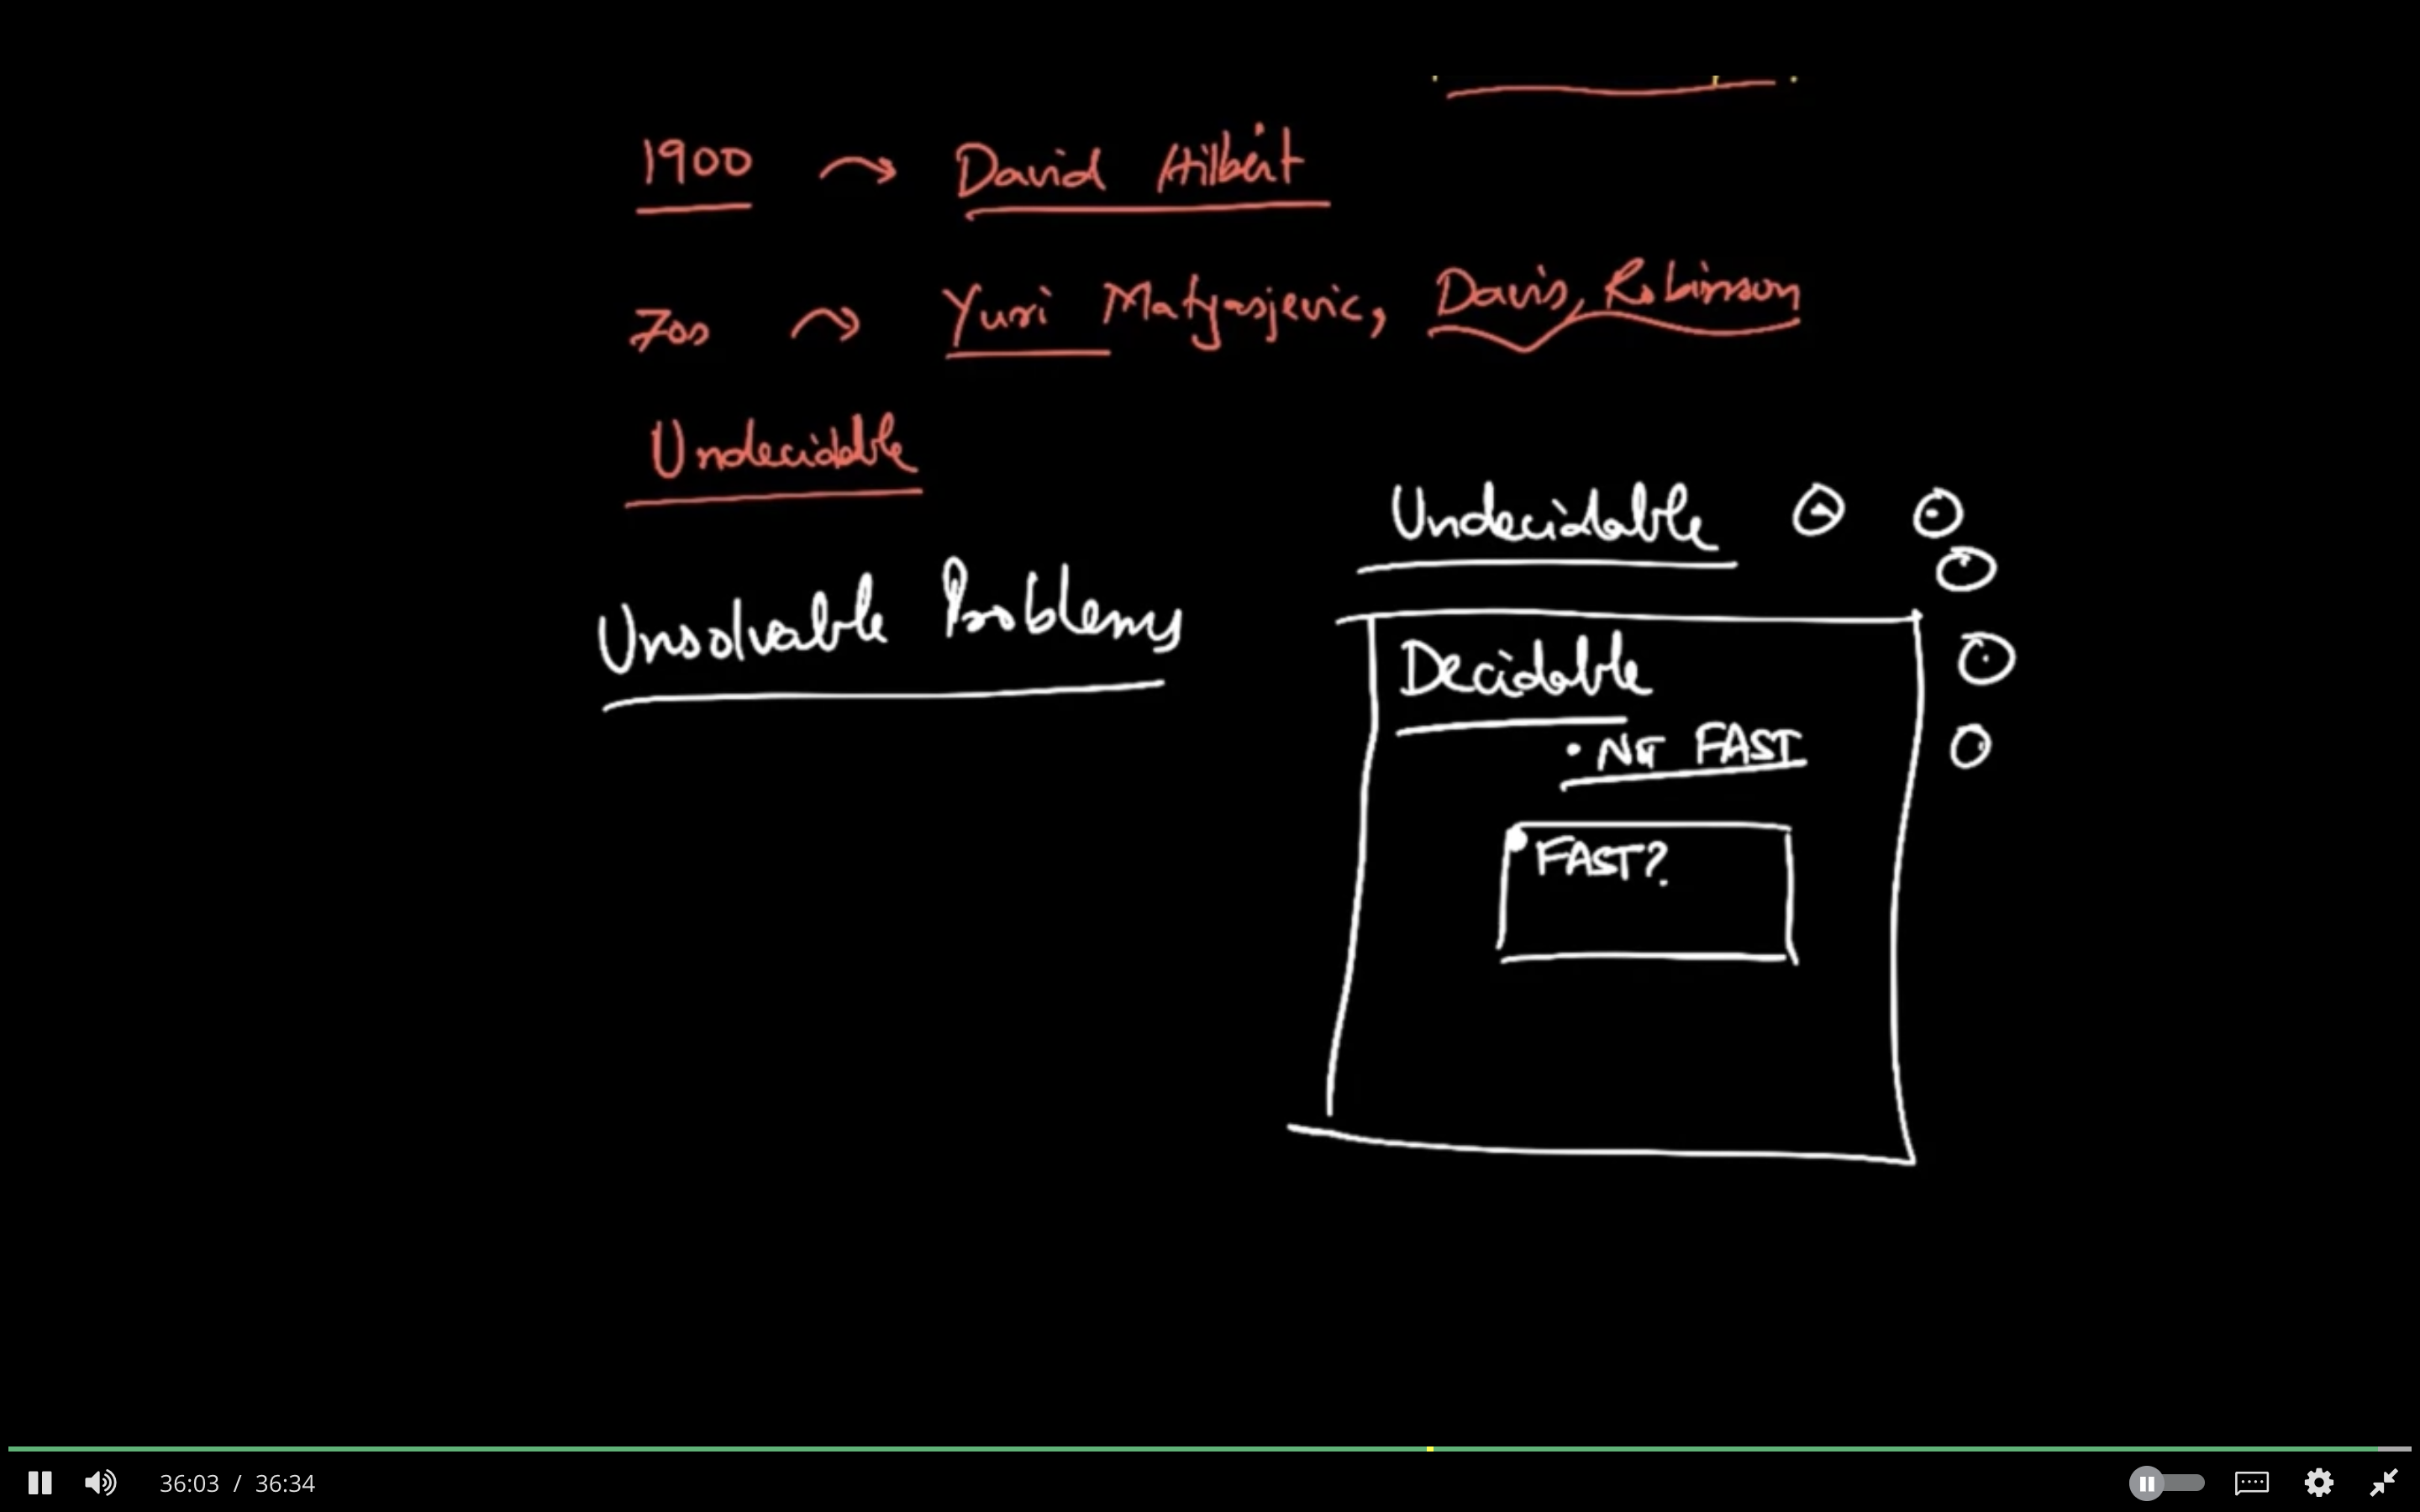 1900 → David Hilbert
70s → Yuri Matyasjevic, Davis, Robinson
Undecidable
Undecidable
Unsolvable Problems
Decidable
• NOT FAST
FAST?
36:03 / 36:34